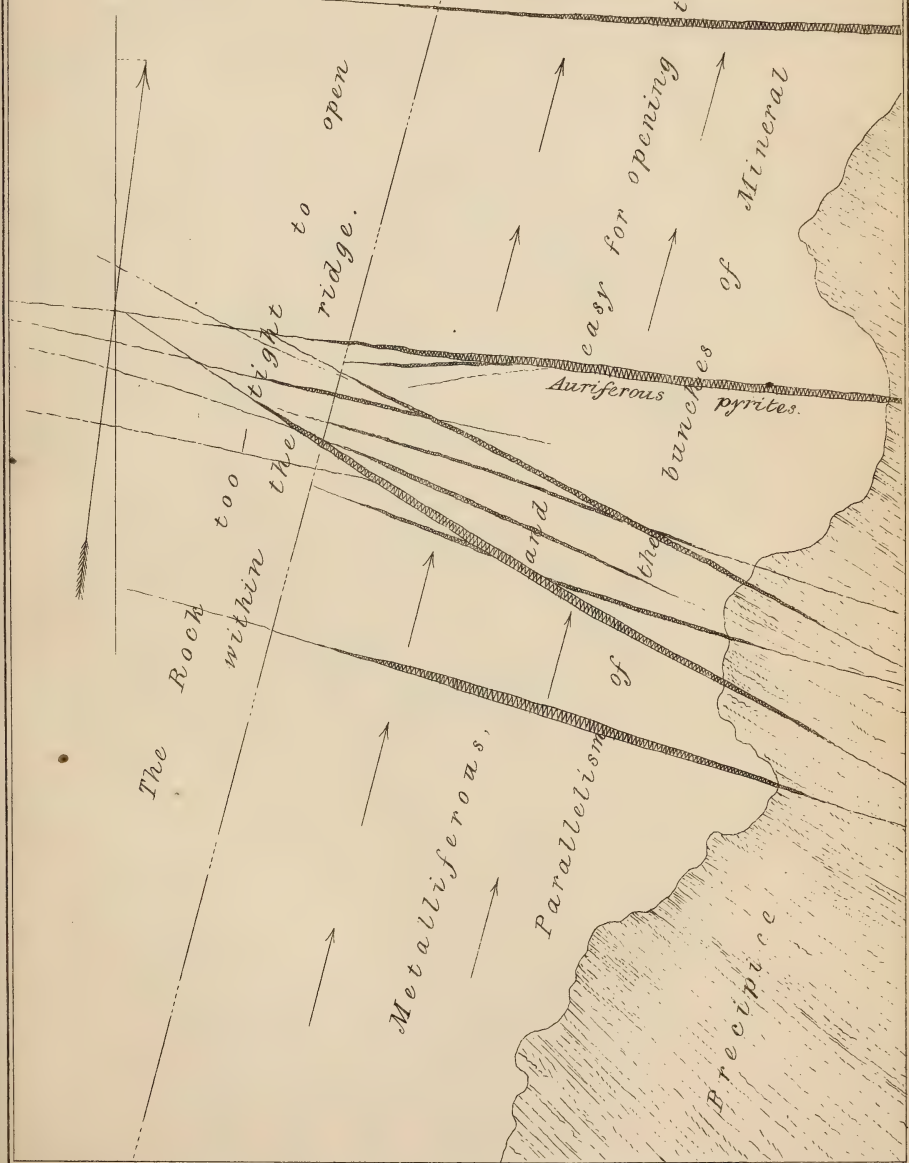 The Rock too tight to open
within the ridge.
Metalliferous, and easy for opening t
Parallelism of the bunches of Mineral
Auriferous pyrites.
Precipice